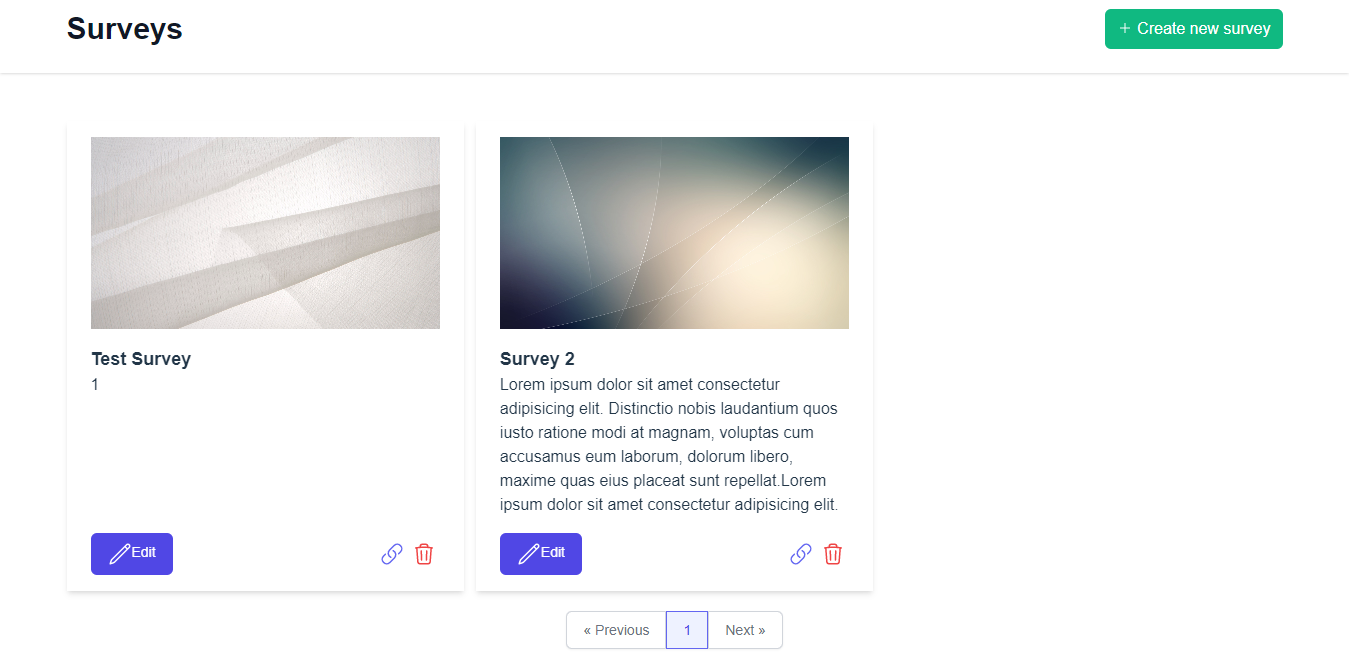 Surveys
+ Create new survey
Test Survey
1
Edit
Survey 2
Lorem ipsum dolor sit amet consectetur
adipisicing elit. Distinctio nobis laudantium quos
iusto ratione modi at magnam, voluptas cum
accusamus eum laborum, dolorum libero,
maxime quas eius placeat sunt repellat.Lorem
ipsum dolor sit amet consectetur adipisicing elit.
Edit
« Previous 1 Next »